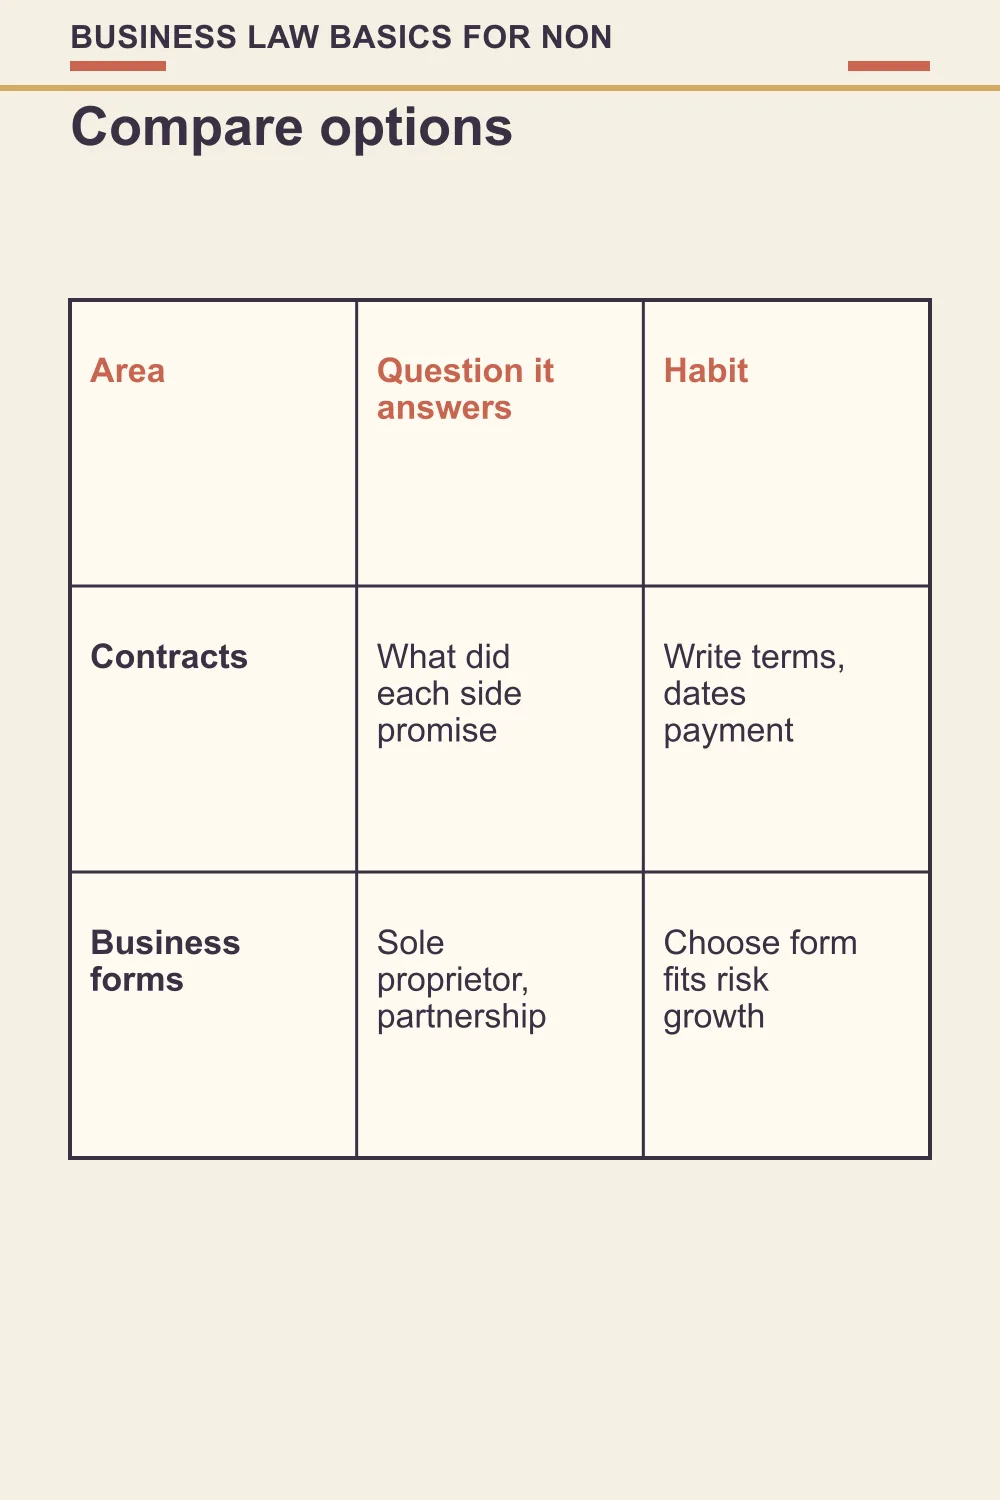 BUSINESS LAW BASICS FOR NON
Compare options
Area
Question it
answers
Habit
Contracts
What did
each side
promise
Write terms,
dates
payment
Business
forms
Sole
proprietor,
partnership
Choose form
fits risk
growth